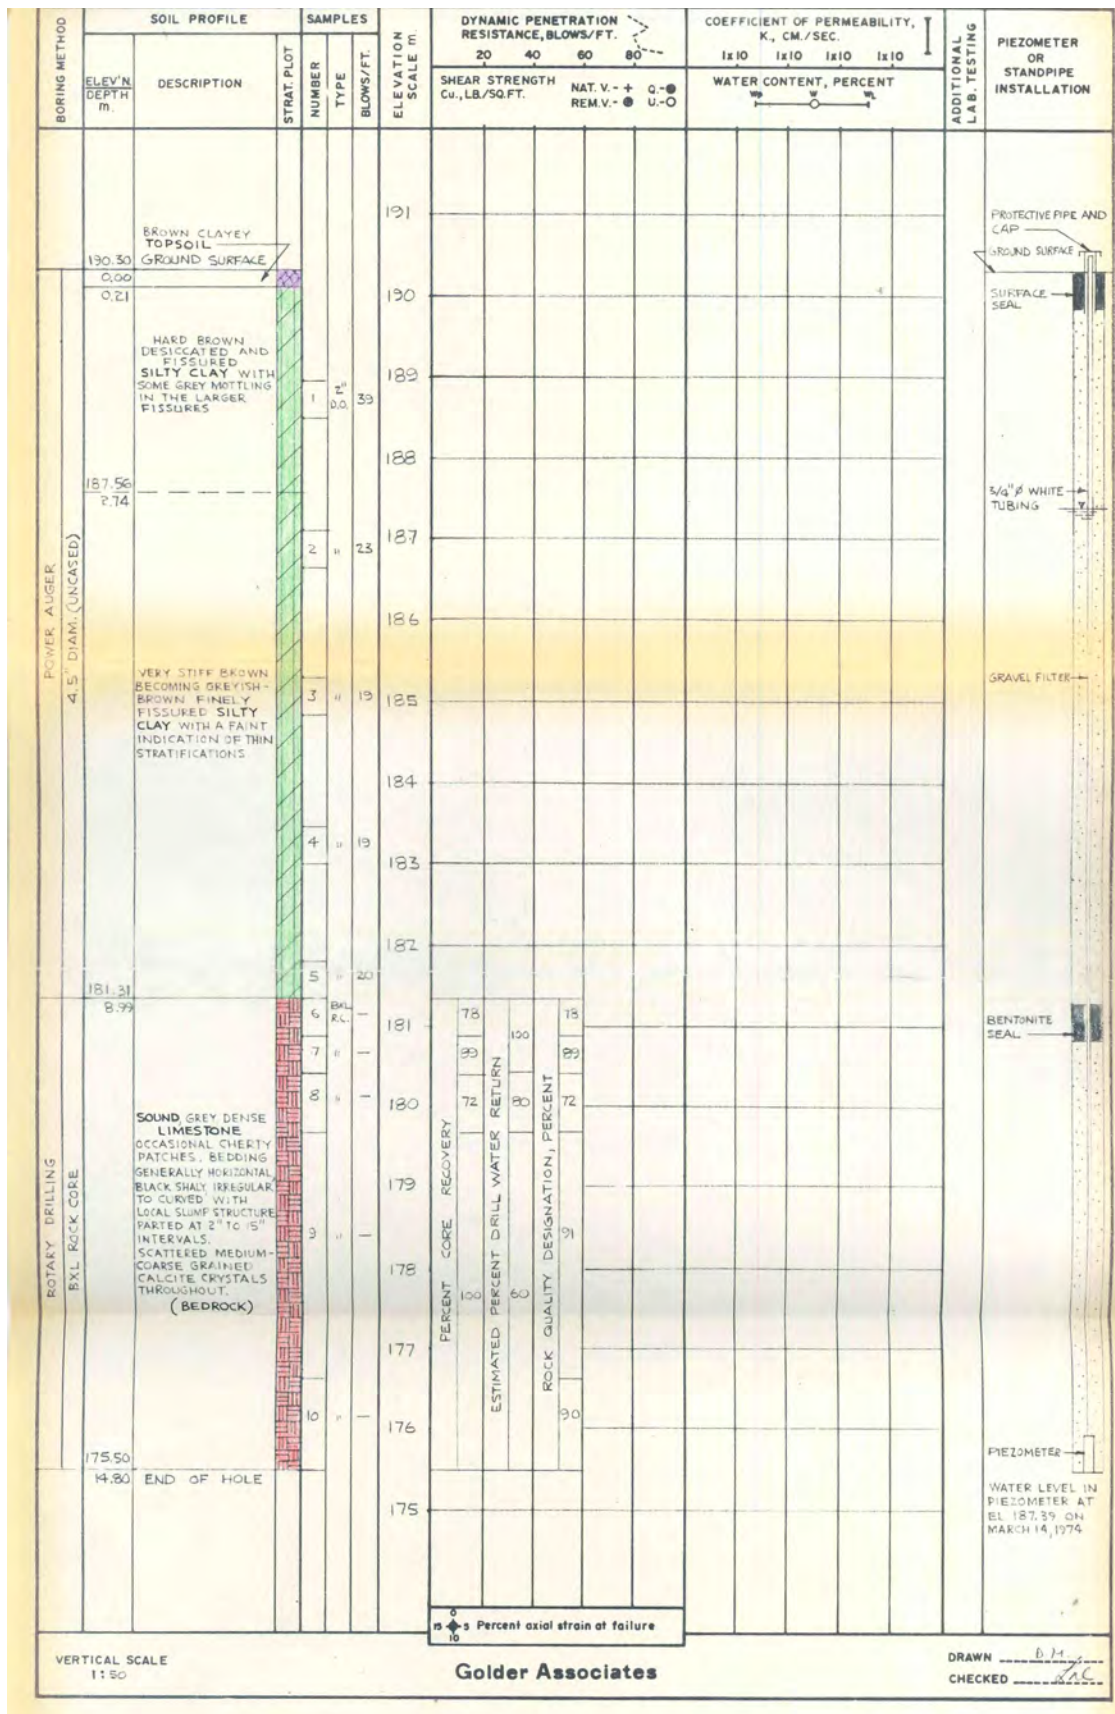 BORING METHOD
SOIL PROFILE
ELEV'N.
DEPTH
m.
DESCRIPTION
STRAT. PLOT
SAMPLES
NUMBER
TYPE
BLOWS/FT.
ELEVATION
SCALE m.
DYNAMIC PENETRATION
RESISTANCE, BLOWS/FT.
20 40 60 80
SHEAR STRENGTH
Cu., LB./SQ.FT.
NAT. V.- + Q.-●
REM.V.- ● U.-O
COEFFICIENT OF PERMEABILITY,
K., CM./SEC.
1x10 1x10 1x10 1x10
WATER CONTENT, PERCENT
ADDITIONAL
LAB. TESTING
PIEZOMETER
OR
STANDPIPE
INSTALLATION
POWER AUGER
4.5" DIAM. (UNCASED)
ROTARY DRILLING
BXL ROCK CORE
BROWN CLAYEY
TOPSOIL
190.30 GROUND SURFACE
0.00
0.21
HARD BROWN
DESICCATED AND
FISSURED
SILTY CLAY WITH
SOME GREY MOTTLING
IN THE LARGER
FISSURES
187.56
2.74
VERY STIFF BROWN
BECOMING GREYISH-
BROWN FINELY
FISSURED SILTY
CLAY WITH A FAINT
INDICATION OF THIN
STRATIFICATIONS
181.31
8.99
SOUND, GREY DENSE
LIMESTONE
OCCASIONAL CHERTY
PATCHES. BEDDING
GENERALLY HORIZONTAL,
BLACK SHALY IRREGULAR
TO CURVED WITH
LOCAL SLUMP STRUCTURE
PARTED AT 2" TO 15"
INTERVALS.
SCATTERED MEDIUM-
COARSE GRAINED
CALCITE CRYSTALS
THROUGHOUT.
(BEDROCK)
175.50
14.80 END OF HOLE
1 2" D.O. 39
2 " 23
3 " 19
4 " 19
5 " 20
6 BXL R.C. —
7 " —
8 " —
9 " —
10 " —
191
190
189
188
187
186
185
184
183
182
181
180
179
178
177
176
175
PERCENT CORE RECOVERY
78
99
72
100
ESTIMATED PERCENT DRILL WATER RETURN
100
80
60
ROCK QUALITY DESIGNATION, PERCENT
78
89
72
91
90
PROTECTIVE PIPE AND
CAP
GROUND SURFACE
SURFACE
SEAL
3/4" Ø WHITE
TUBING
GRAVEL FILTER
BENTONITE
SEAL
PIEZOMETER
WATER LEVEL IN
PIEZOMETER AT
EL 187.39 ON
MARCH 14, 1974
0
15 5 Percent axial strain at failure
10
VERTICAL SCALE
1:50
Golder Associates
DRAWN B.M.
CHECKED